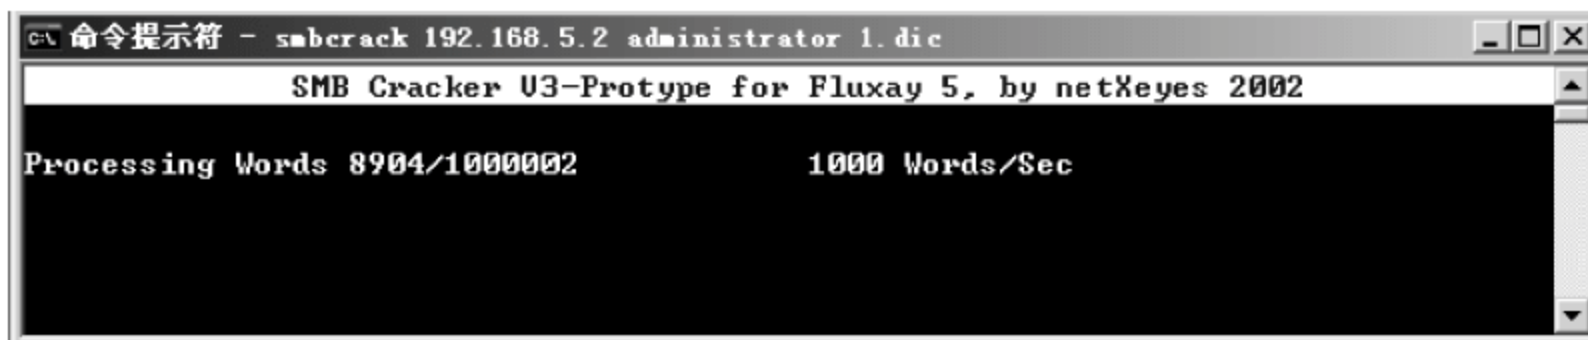 命令提示符 - smbcrack 192.168.5.2 administrator 1.dic
SMB Cracker V3-Protype for Fluxay 5, by netXeyes 2002
Processing Words 8904/1000002 1000 Words/Sec